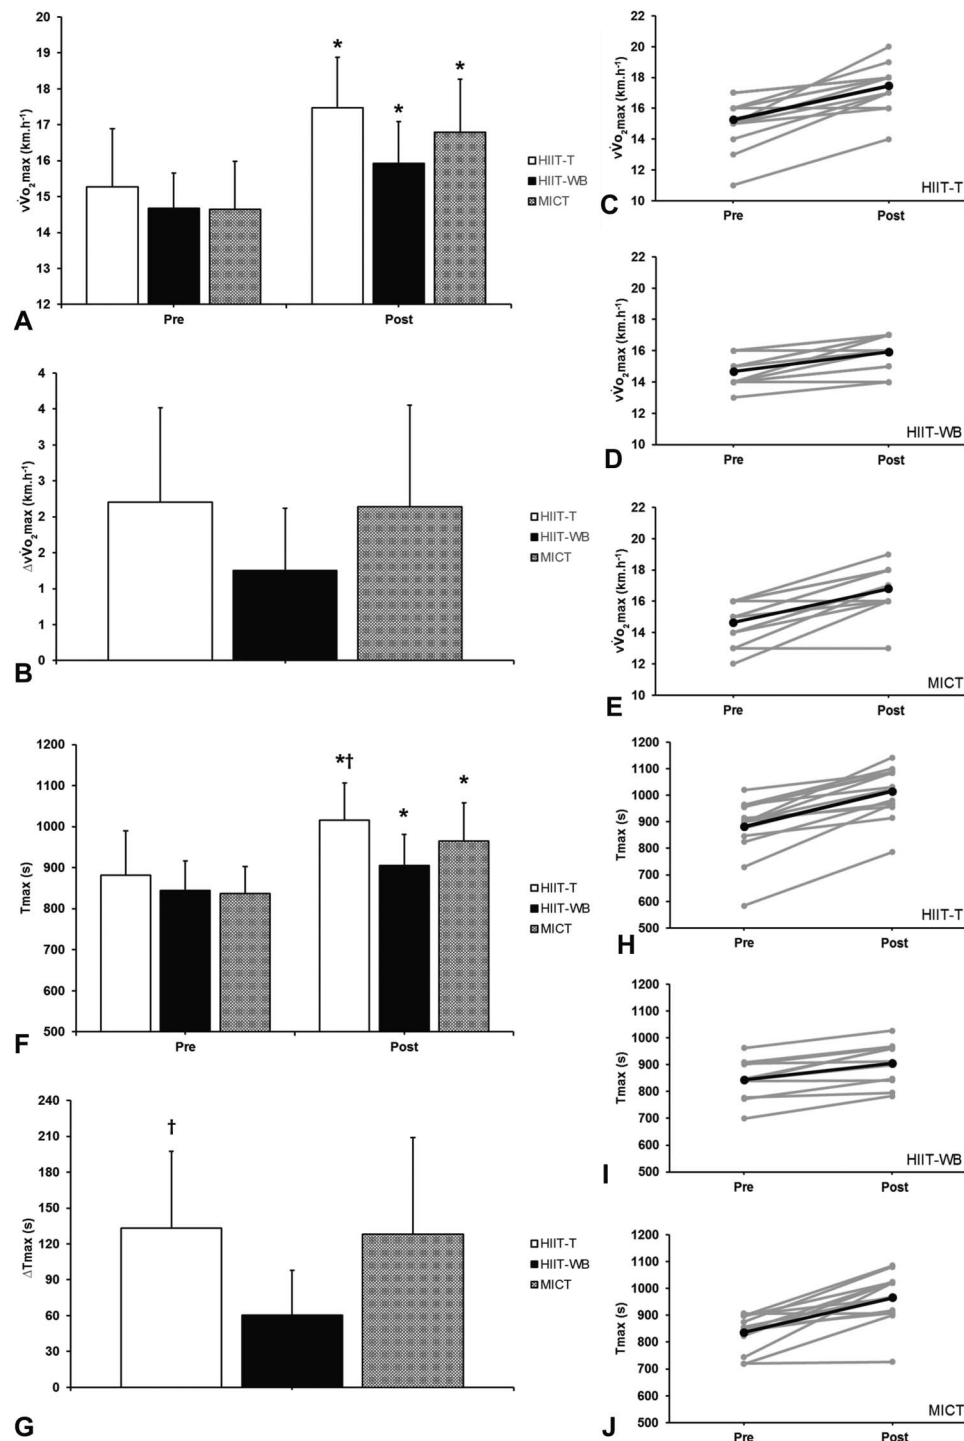 20
19
18
17
16
15
14
13
12
vV̇o₂max (km.h⁻¹)
*
*
*
Pre
Post
HIIT-T
HIIT-WB
MICT
A
22
20
18
16
14
12
10
vV̇o₂max (km.h⁻¹)
Pre
Post
HIIT-T
C
22
20
18
16
14
12
10
vV̇o₂max (km.h⁻¹)
Pre
Post
HIIT-WB
D
4
4
3
3
2
2
1
1
0
ΔvV̇o₂max (km.h⁻¹)
HIIT-T
HIIT-WB
MICT
B
22
20
18
16
14
12
10
vV̇o₂max (km.h⁻¹)
Pre
Post
MICT
E
1200
1100
1000
900
800
700
600
500
Tmax (s)
*†
*
*
Pre
Post
HIIT-T
HIIT-WB
MICT
F
1200
1100
1000
900
800
700
600
500
Tmax (s)
Pre
Post
HIIT-T
H
1200
1100
1000
900
800
700
600
500
Tmax (s)
Pre
Post
HIIT-WB
I
240
210
180
150
120
90
60
30
0
ΔTmax (s)
†
HIIT-T
HIIT-WB
MICT
G
1200
1100
1000
900
800
700
600
500
Tmax (s)
Pre
Post
MICT
J